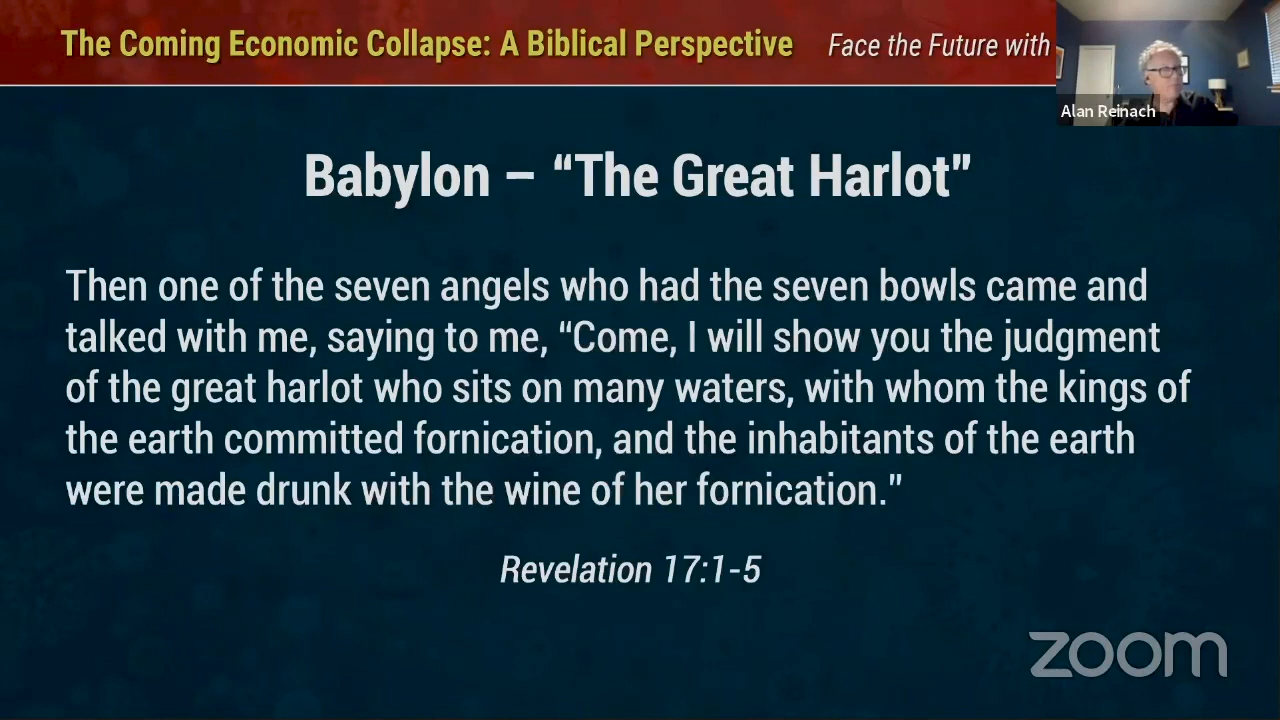 The Coming Economic Collapse: A Biblical Perspective Face the Future with
Alan Reinach
Babylon – “The Great Harlot”
Then one of the seven angels who had the seven bowls came and
talked with me, saying to me, “Come, I will show you the judgment
of the great harlot who sits on many waters, with whom the kings of
the earth committed fornication, and the inhabitants of the earth
were made drunk with the wine of her fornication.”
Revelation 17:1-5
zoom